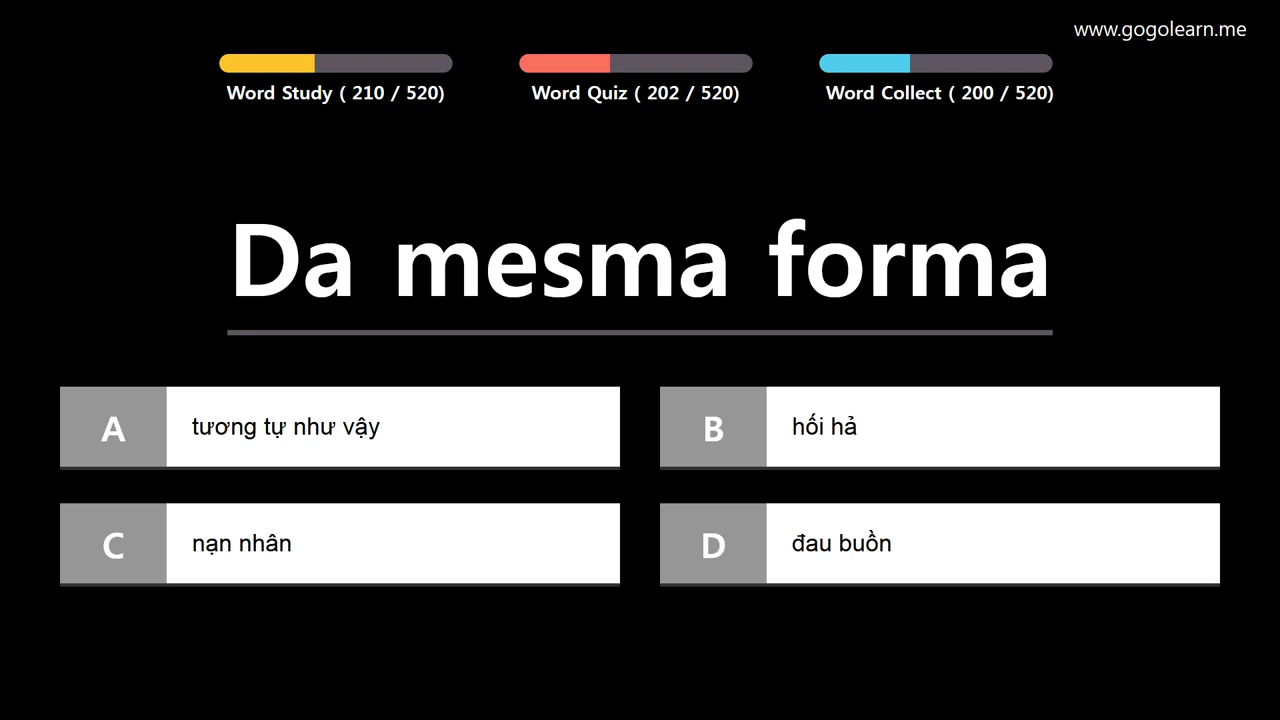 www.gogolearn.me
Word Study ( 210 / 520)
Word Quiz ( 202 / 520)
Word Collect ( 200 / 520)
Da mesma forma
A
tương tự như vậy
B
hối hả
C
nạn nhân
D
đau buồn